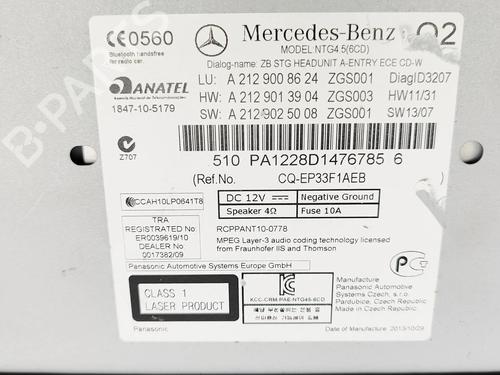 CE0560
Bluetooth handsfree
for radio car.
Mercedes-Benz
Q2
MODEL NTG4.5(6CD)
Dialog-name: ZB STG HEADUNIT A-ENTRY ECE CD-W
ANATEL
1847-10-5179
LU: A 212 900 86 24 ZGS001 DiagID3207
HW: A 212 901 39 04 ZGS003 HW11/31
SW: A 212 902 50 08 ZGS001 SW13/07
Z707
510 PA1228D1476785 6
(Ref.No. CQ-EP33F1AEB)
CCAH10LP0641T8
DC 12V Negative Ground
Speaker 4Ω Fuse 10A
TRA
REGISTRATED No
ER0039619/10
DEALER No
0017382/09
RCPPANT10-0778
MPEG Layer-3 audio coding technology licensed
from Fraunhofer IIS and Thomson
Panasonic Automotive Systems Europe GmbH
CLASS 1
LASER PRODUCT
KCC-CRM-PAE-NTG45-6CD
Manufacture
Panasonic Automotive
Systems Czech, s.r.o.
Pardubice, Czech Republic
Made in Czech Republic
Panasonic
Date of Manufacture: 2013/10/29
B-PARTS